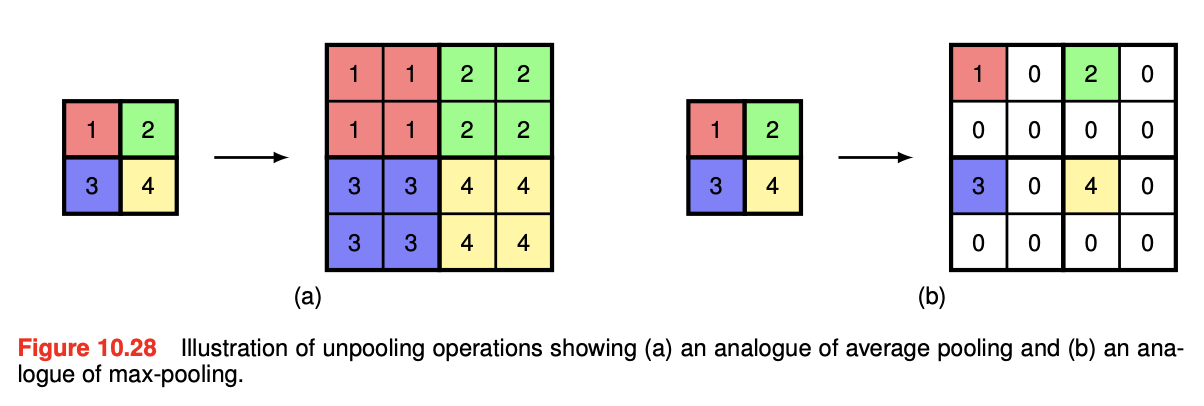 1 1 2 2
1 1 2 2
1 2
3 4
3 3 4 4
3 3 4 4
(a)
1 0 2 0
0 0 0 0
1 2
3 4
3 0 4 0
0 0 0 0
(b)
Figure 10.28 Illustration of unpooling operations showing (a) an analogue of average pooling and (b) an ana-
logue of max-pooling.